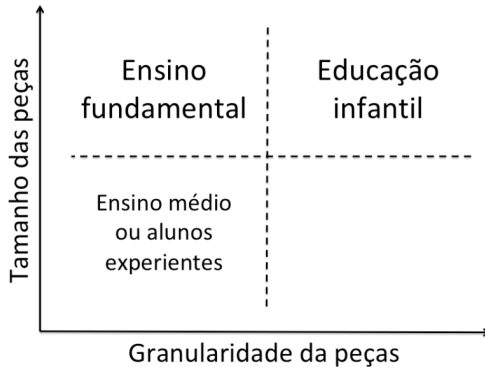 Tamanho das peças
Ensino
fundamental
Educação
infantil
Ensino médio
ou alunos
experientes
Granularidade da peças